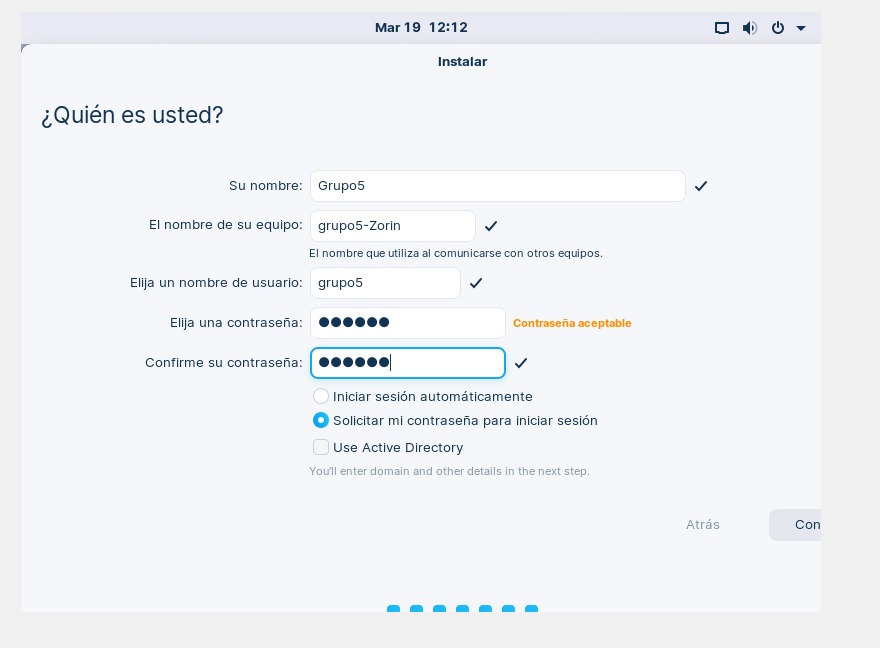 Mar 19 12:12
Instalar
¿Quién es usted?
Su nombre: Grupo5
El nombre de su equipo: grupo5-Zorin
El nombre que utiliza al comunicarse con otros equipos.
Elija un nombre de usuario: grupo5
Elija una contraseña: ●●●●●● Contraseña aceptable
Confirme su contraseña: ●●●●●●
Iniciar sesión automáticamente
Solicitar mi contraseña para iniciar sesión
Use Active Directory
You'll enter domain and other details in the next step.
Atrás Con